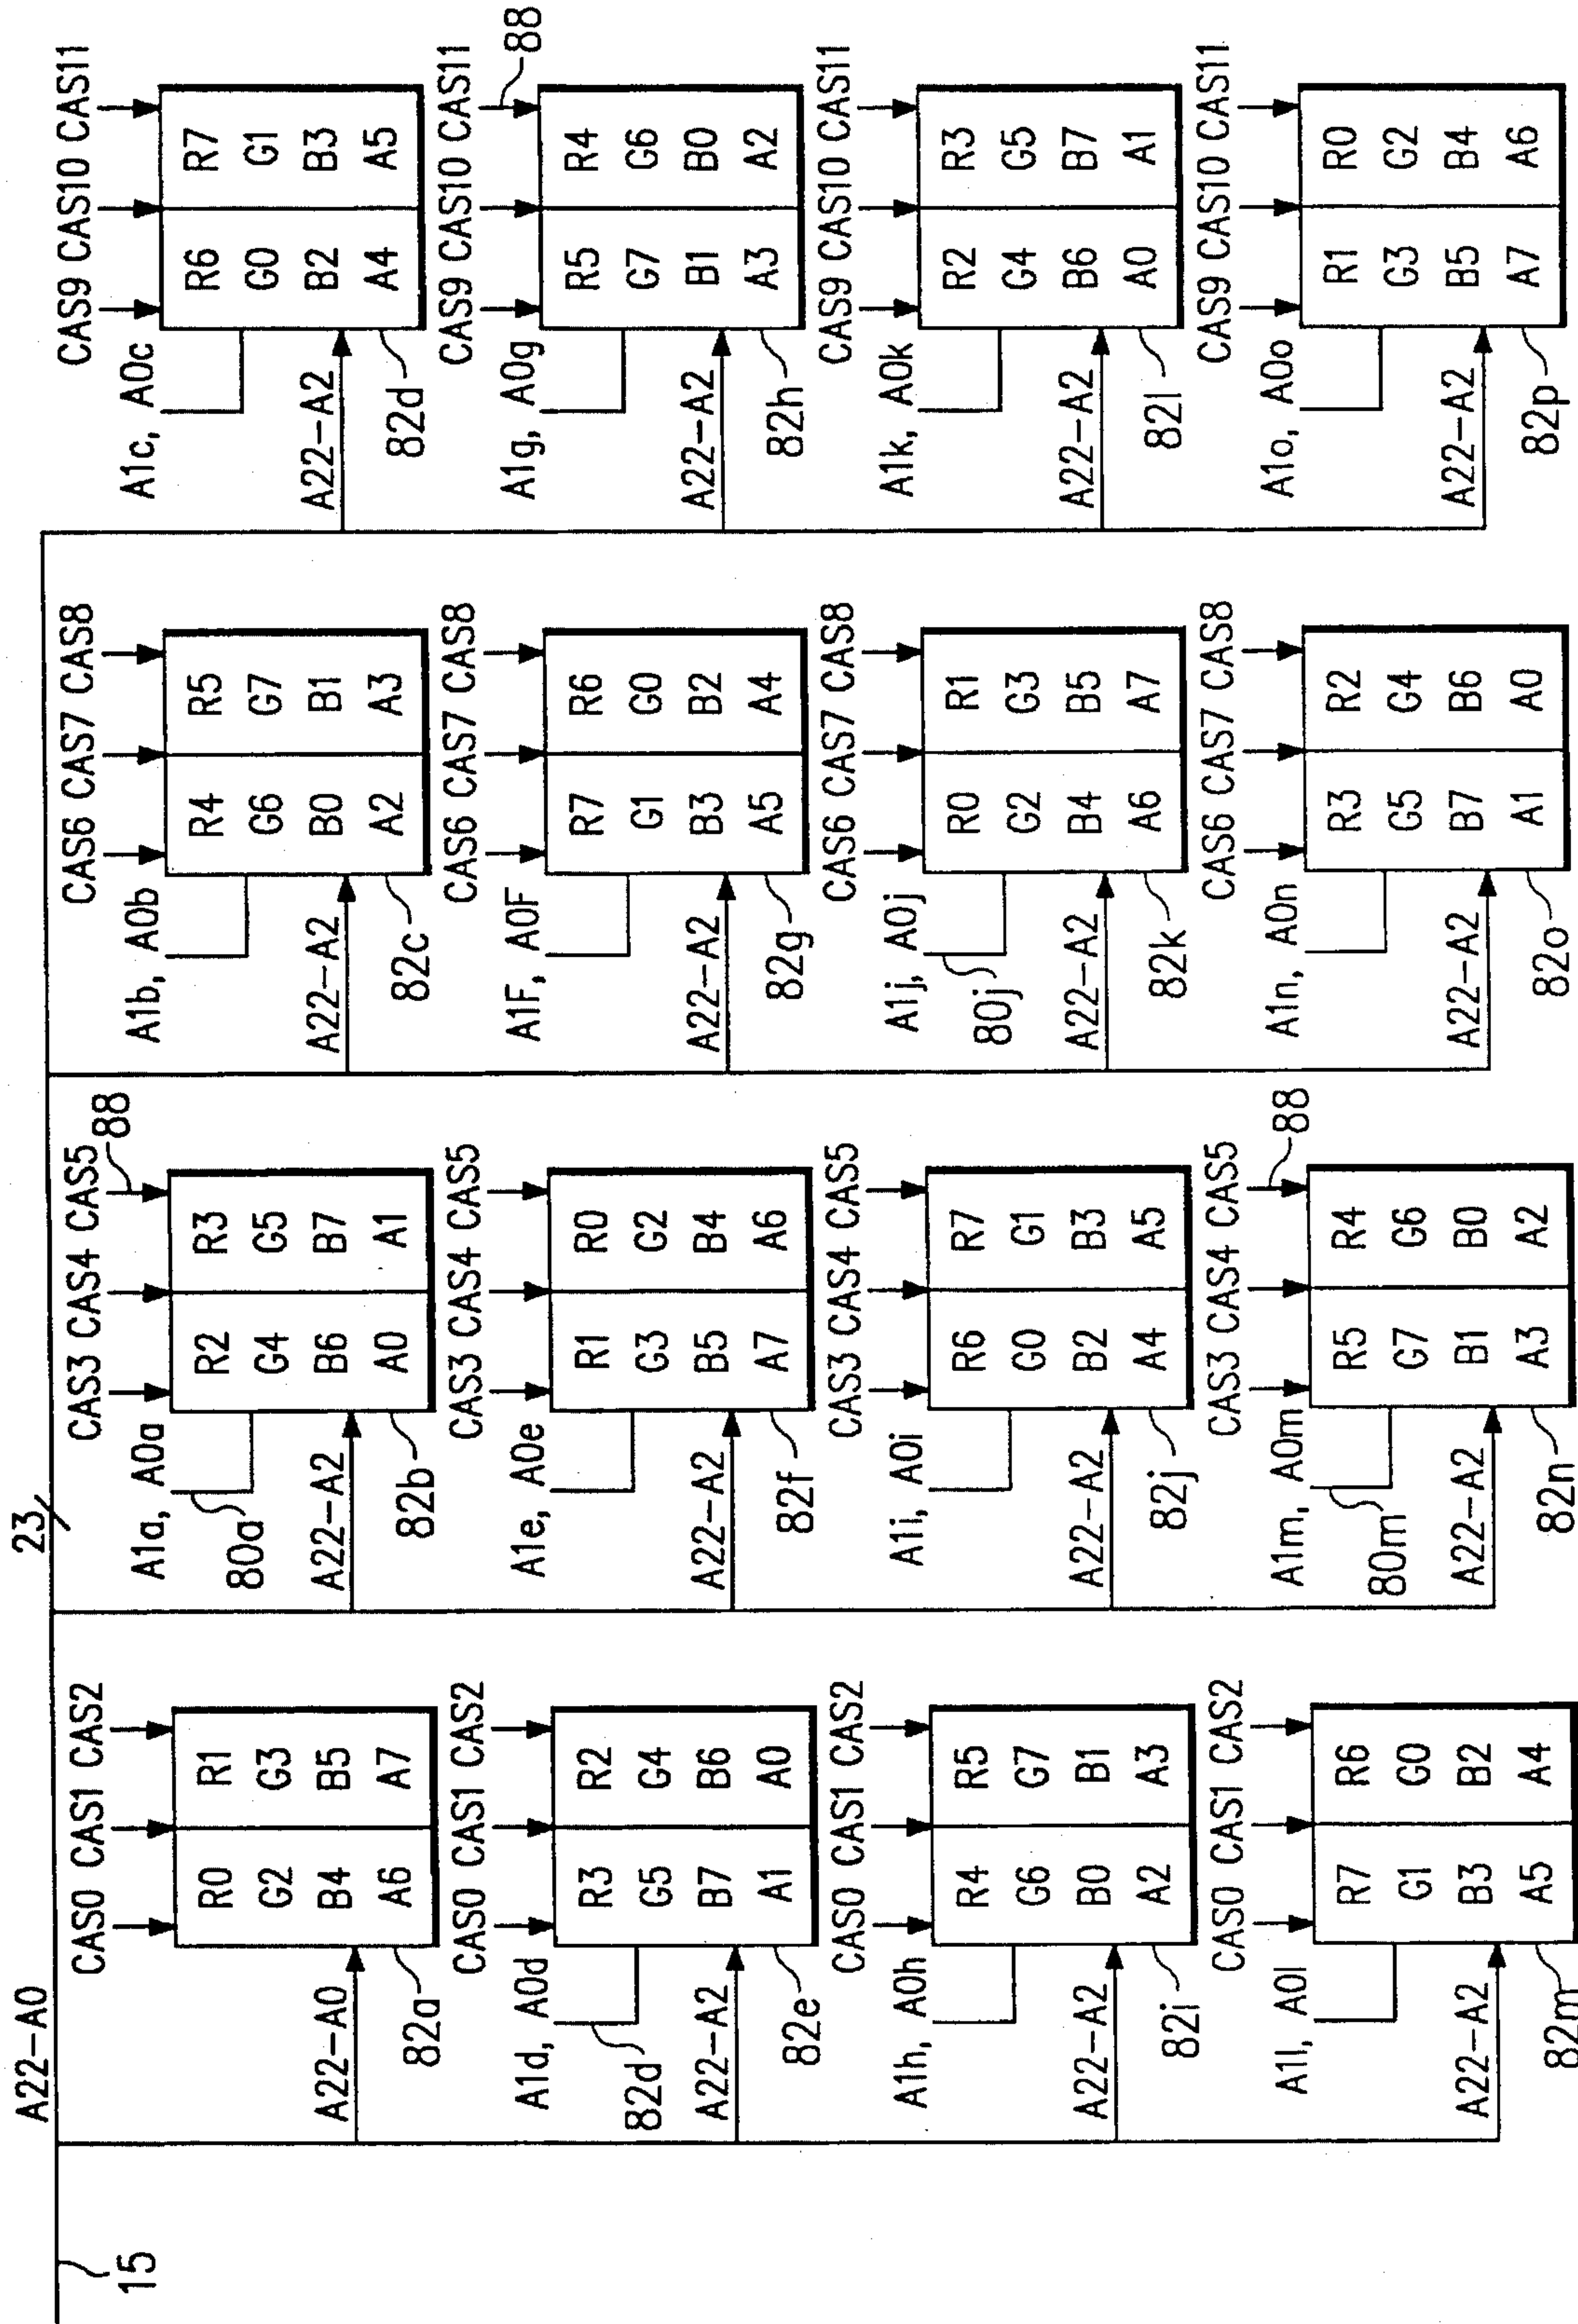 A22-A0
23
15
CAS0 CAS1 CAS2
R0 R1
G2 G3
B4 B5
A6 A7
A22-A0
82a
CAS3 CAS4 CAS5
88
A1a, A0a
80a
R2 R3
G4 G5
B6 B7
A0 A1
A22-A2
82b
CAS6 CAS7 CAS8
A1b, A0b
R4 R5
G6 G7
B0 B1
A2 A3
A22-A2
82c
CAS9 CAS10 CAS11
A1c, A0c
R6 R7
G0 G1
B2 B3
A4 A5
A22-A2
82d
CAS0 CAS1 CAS2
A1d, A0d
82d
R3 R2
G5 G4
B7 B6
A1 A0
A22-A2
82e
CAS3 CAS4 CAS5
A1e, A0e
R1 R0
G3 G2
B5 B4
A7 A6
A22-A2
82f
CAS6 CAS7 CAS8
A1F, A0F
R7 R6
G1 G0
B3 B2
A5 A4
A22-A2
82g
CAS9 CAS10 CAS11
88
A1g, A0g
R5 R4
G7 G6
B1 B0
A3 A2
A22-A2
82h
CAS0 CAS1 CAS2
A1h, A0h
R4 R5
G6 G7
B0 B1
A2 A3
A22-A2
82i
CAS3 CAS4 CAS5
A1i, A0i
R6 R7
G0 G1
B2 B3
A4 A5
A22-A2
82j
CAS6 CAS7 CAS8
A1j, A0j
80j
R0 R1
G2 G3
B4 B5
A6 A7
A22-A2
82k
CAS9 CAS10 CAS11
A1k, A0k
R2 R3
G4 G5
B6 B7
A0 A1
A22-A2
82l
CAS0 CAS1 CAS2
A1l, A0l
R7 R6
G1 G0
B3 B2
A5 A4
A22-A2
82m
CAS3 CAS4 CAS5
88
A1m, A0m
80m
R5 R4
G7 G6
B1 B0
A3 A2
A22-A2
82n
CAS6 CAS7 CAS8
A1n, A0n
R3 R2
G5 G4
B7 B6
A1 A0
A22-A2
82o
CAS9 CAS10 CAS11
A1o, A0o
R1 R0
G3 G2
B5 B4
A7 A6
A22-A2
82p